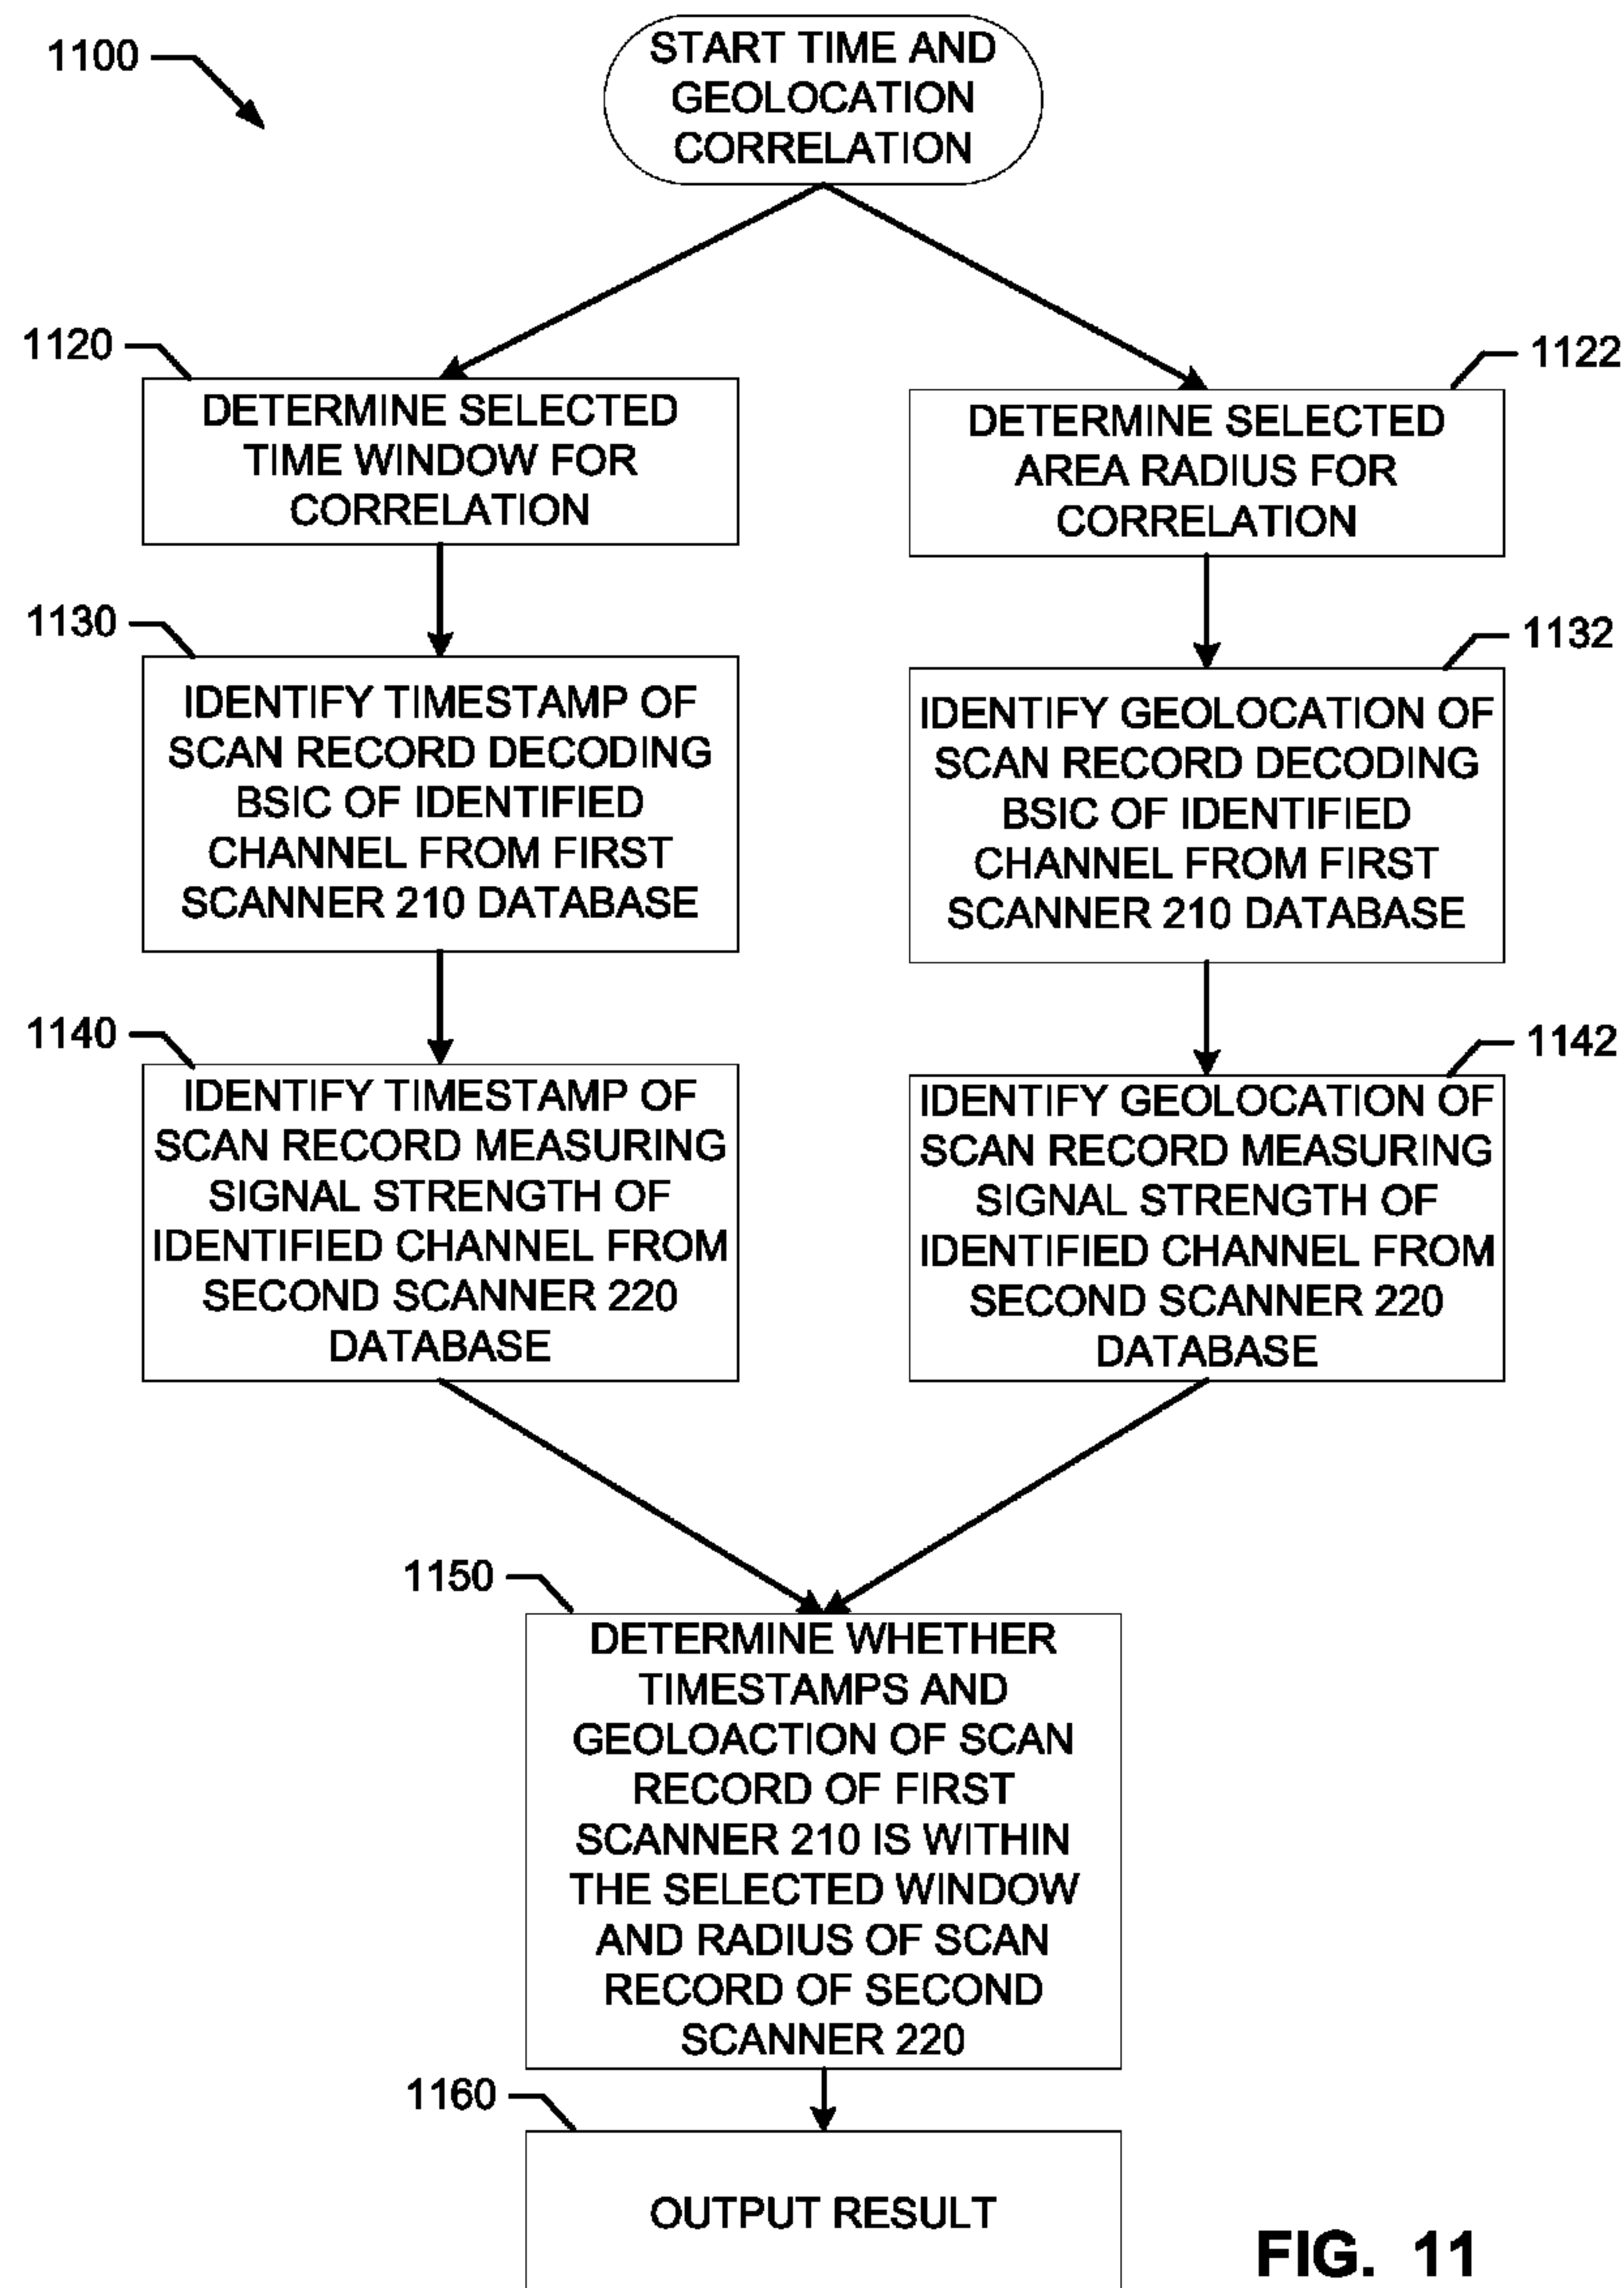 1100
START TIME AND
GEOLOCATION
CORRELATION
1120
DETERMINE SELECTED
TIME WINDOW FOR
CORRELATION
1122
DETERMINE SELECTED
AREA RADIUS FOR
CORRELATION
1130
IDENTIFY TIMESTAMP OF
SCAN RECORD DECODING
BSIC OF IDENTIFIED
CHANNEL FROM FIRST
SCANNER 210 DATABASE
1132
IDENTIFY GEOLOCATION OF
SCAN RECORD DECODING
BSIC OF IDENTIFIED
CHANNEL FROM FIRST
SCANNER 210 DATABASE
1140
IDENTIFY TIMESTAMP OF
SCAN RECORD MEASURING
SIGNAL STRENGTH OF
IDENTIFIED CHANNEL FROM
SECOND SCANNER 220
DATABASE
1142
IDENTIFY GEOLOCATION OF
SCAN RECORD MEASURING
SIGNAL STRENGTH OF
IDENTIFIED CHANNEL FROM
SECOND SCANNER 220
DATABASE
1150
DETERMINE WHETHER
TIMESTAMPS AND
GEOLOACTION OF SCAN
RECORD OF FIRST
SCANNER 210 IS WITHIN
THE SELECTED WINDOW
AND RADIUS OF SCAN
RECORD OF SECOND
SCANNER 220
1160
OUTPUT RESULT
FIG. 11